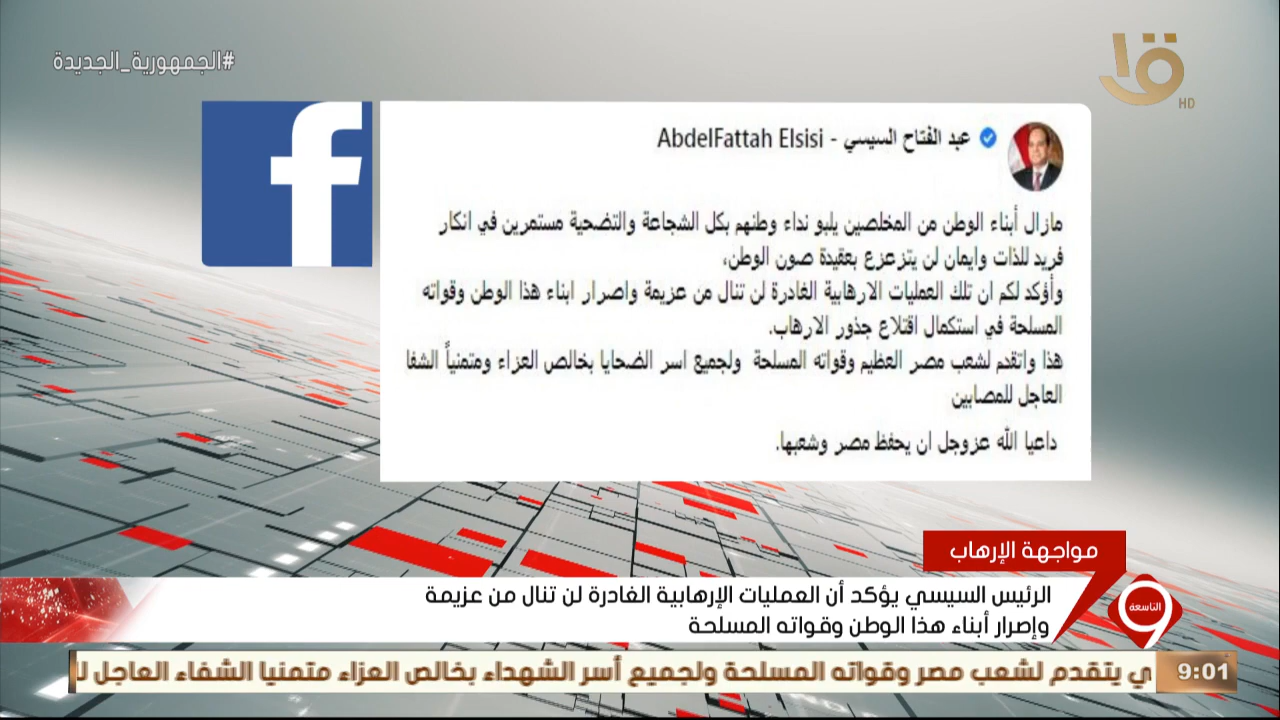 #الجمهورية_الجديدة
HD
عبد الفتاح السيسي - AbdelFattah Elsisi
مازال أبناء الوطن من المخلصين يلبو نداء وطنهم بكل الشجاعة والتضحية مستمرين في انكار
فريد للذات وايمان لن يتزعزع بعقيدة صون الوطن،
وأؤكد لكم ان تلك العمليات الارهابية الغادرة لن تنال من عزيمة واصرار ابناء هذا الوطن وقواته
المسلحة في استكمال اقتلاع جذور الارهاب.
هذا واتقدم لشعب مصر العظيم وقواته المسلحة ولجميع اسر الضحايا بخالص العزاء ومتمنياً الشفا
العاجل للمصابين
داعيا الله عزوجل ان يحفظ مصر وشعبها.
مواجهة الإرهاب
الرئيس السيسي يؤكد أن العمليات الإرهابية الغادرة لن تنال من عزيمة
وإصرار أبناء هذا الوطن وقواته المسلحة
التاسعة
9:01
ي يتقدم لشعب مصر وقواته المسلحة ولجميع أسر الشهداء بخالص العزاء متمنيا الشفاء العاجل لل